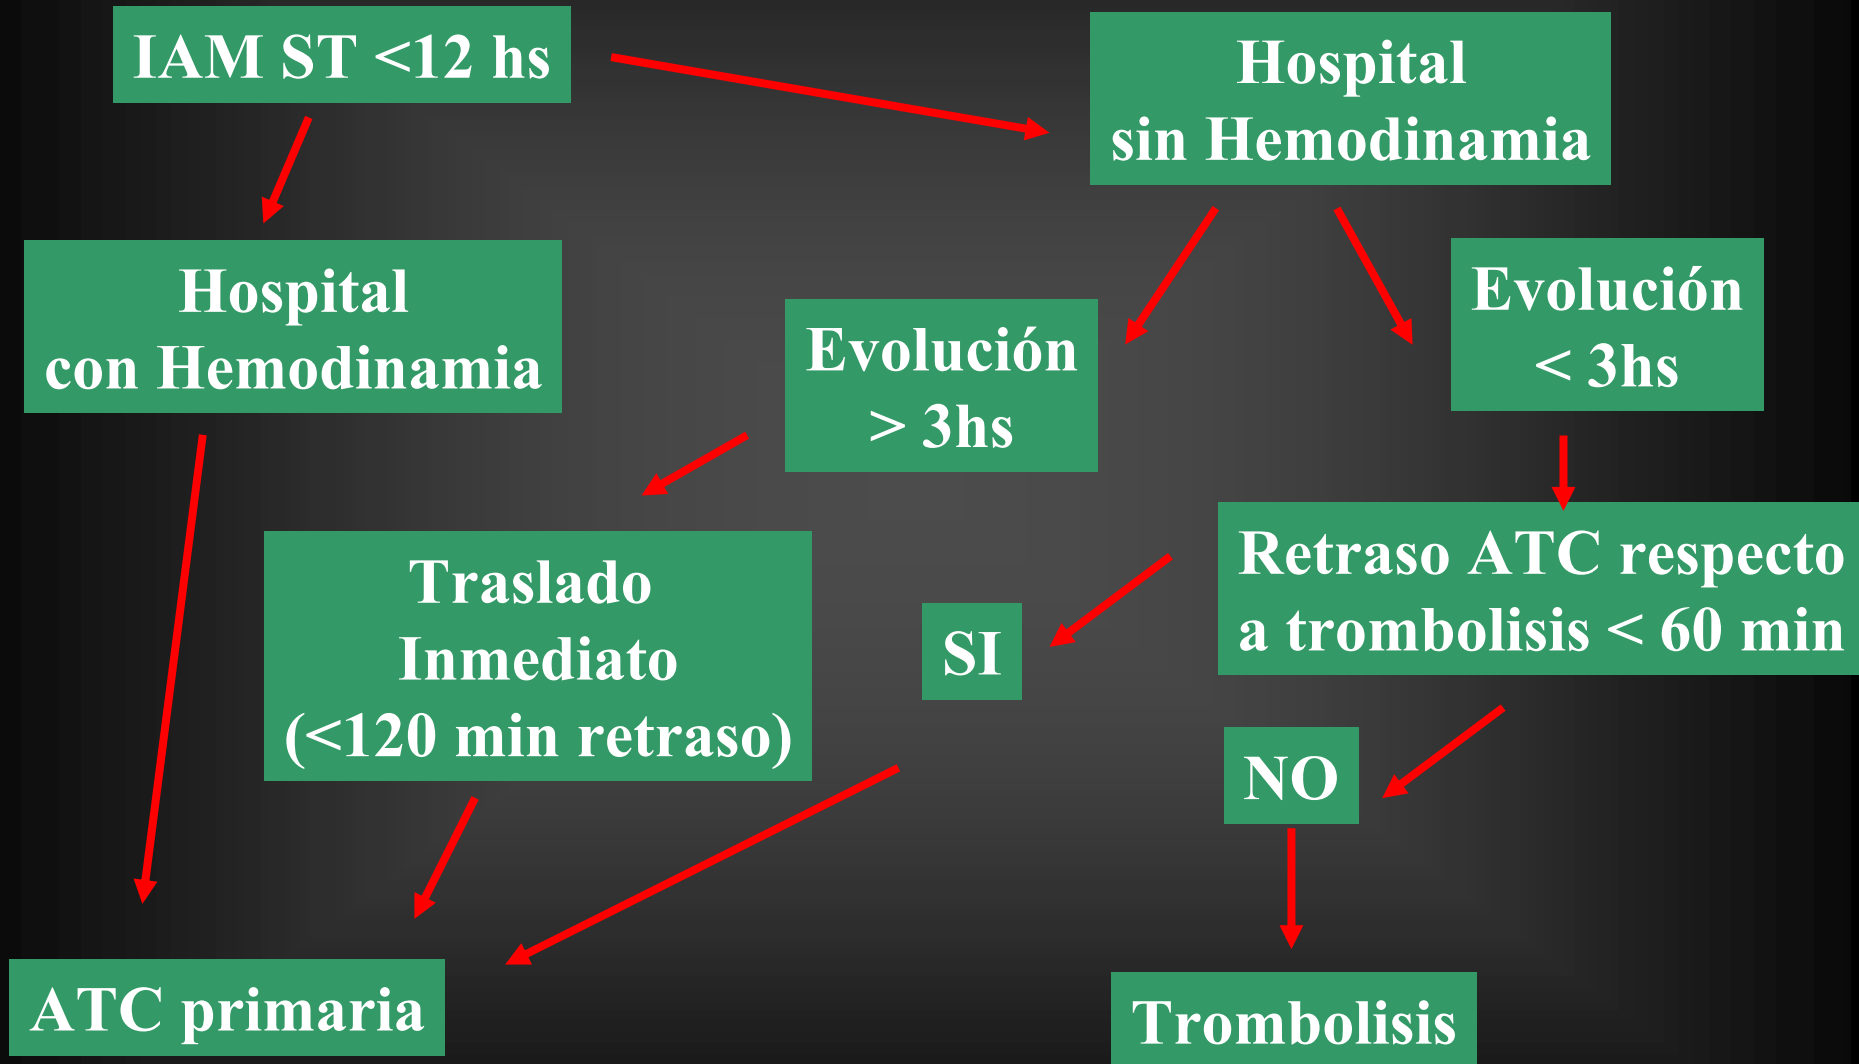 IAM ST <12 hs
Hospital
sin Hemodinamia
Hospital
con Hemodinamia
Evolución
> 3hs
Evolución
< 3hs
Traslado
Inmediato
(<120 min retraso)
SI
Retraso ATC respecto
a trombolisis < 60 min
NO
ATC primaria
Trombolisis